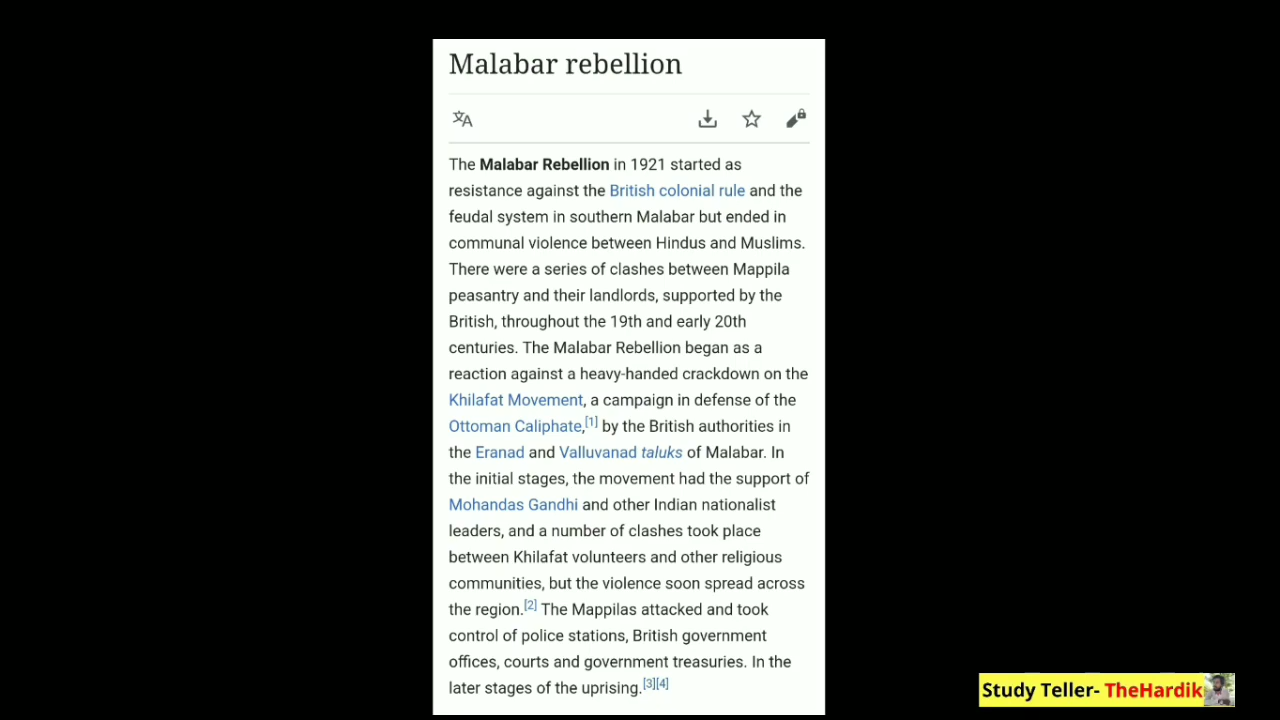 Malabar rebellion
The Malabar Rebellion in 1921 started as
resistance against the British colonial rule and the
feudal system in southern Malabar but ended in
communal violence between Hindus and Muslims.
There were a series of clashes between Mappila
peasantry and their landlords, supported by the
British, throughout the 19th and early 20th
centuries. The Malabar Rebellion began as a
reaction against a heavy-handed crackdown on the
Khilafat Movement, a campaign in defense of the
Ottoman Caliphate,[1] by the British authorities in
the Eranad and Valluvanad taluks of Malabar. In
the initial stages, the movement had the support of
Mohandas Gandhi and other Indian nationalist
leaders, and a number of clashes took place
between Khilafat volunteers and other religious
communities, but the violence soon spread across
the region.[2] The Mappilas attacked and took
control of police stations, British government
offices, courts and government treasuries. In the
later stages of the uprising.[3][4]
Study Teller- TheHardik